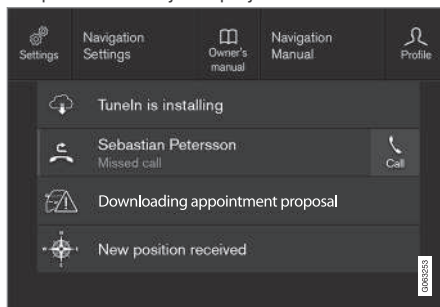 Settings
Navigation
Settings
Owner's
manual
Navigation
Manual
Profile
TuneIn is installing
Sebastian Petersson
Missed call
Call
Downloading appointment proposal
New position received
G063253